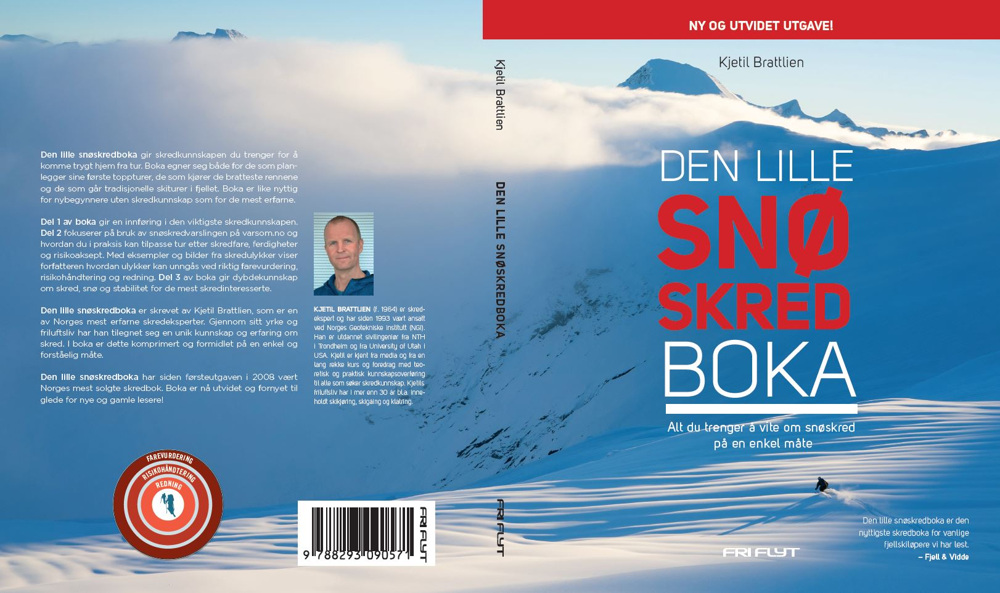 Den lille snøskredboka gir skredkunnskapen du trenger for å
komme trygt hjem fra tur. Boka egner seg både for de som plan-
legger sine første toppturer, de som kjører de bratteste rennene
og de som går tradisjonelle skiturer i fjellet. Boka er like nyttig
for nybegynnere uten skredkunnskap som for de mest erfarne.
Del 1 av boka gir en innføring i den viktigste skredkunnskapen.
Del 2 fokuserer på bruk av snøskredvarslingen på varsom.no og
hvordan du i praksis kan tilpasse tur etter skredfare, ferdigheter
og risikoaksept. Med eksempler og bilder fra skredulykker viser
forfatteren hvordan ulykker kan unngås ved riktig farevurdering,
risikohåndtering og redning. Del 3 av boka gir dybdekunnskap
om skred, snø og stabilitet for de mest skredinteresserte.
Den lille snøskredboka er skrevet av Kjetil Brattlien, som er en
av Norges mest erfarne skredeksperter. Gjennom sitt yrke og
friluftsliv har han tilegnet seg en unik kunnskap og erfaring om
skred. I boka er dette komprimert og formidlet på en enkel og
forståelig måte.
Den lille snøskredboka har siden førsteutgaven i 2008 vært
Norges mest solgte skredbok. Boka er nå utvidet og fornyet til
glede for nye og gamle lesere!
KJETIL BRATTLIEN (f. 1964) er skred-
ekspert og har siden 1993 vært ansatt
ved Norges Geotekniske Institutt (NGI).
Han er utdannet sivilingeniør fra NTH
i Trondheim og fra University of Utah i
USA. Kjetil er kjent fra media og fra en
lang rekke kurs og foredrag med teo-
retisk og praktisk kunnskapsoverføring
til alle som søker skredkunnskap. Kjetils
friluftsliv har i mer enn 30 år bl.a. inne-
holdt skikjøring, skigåing og klatring.
FAREVURDERING
RISIKOHÅNDTERING
REDNING
9 788293 090571
FRI FLYT
Kjetil Brattlien
DEN LILLE SNØSKREDBOKA
FRI FLYT
NY OG UTVIDET UTGAVE!
Kjetil Brattlien
DEN LILLE
SNØ
SKRED
BOKA
Alt du trenger å vite om snøskred
på en enkel måte
Den lille snøskredboka er den
nyttigste skredboka for vanlige
fjellskiløpere vi har lest.
– Fjell & Vidde
FRI FLYT